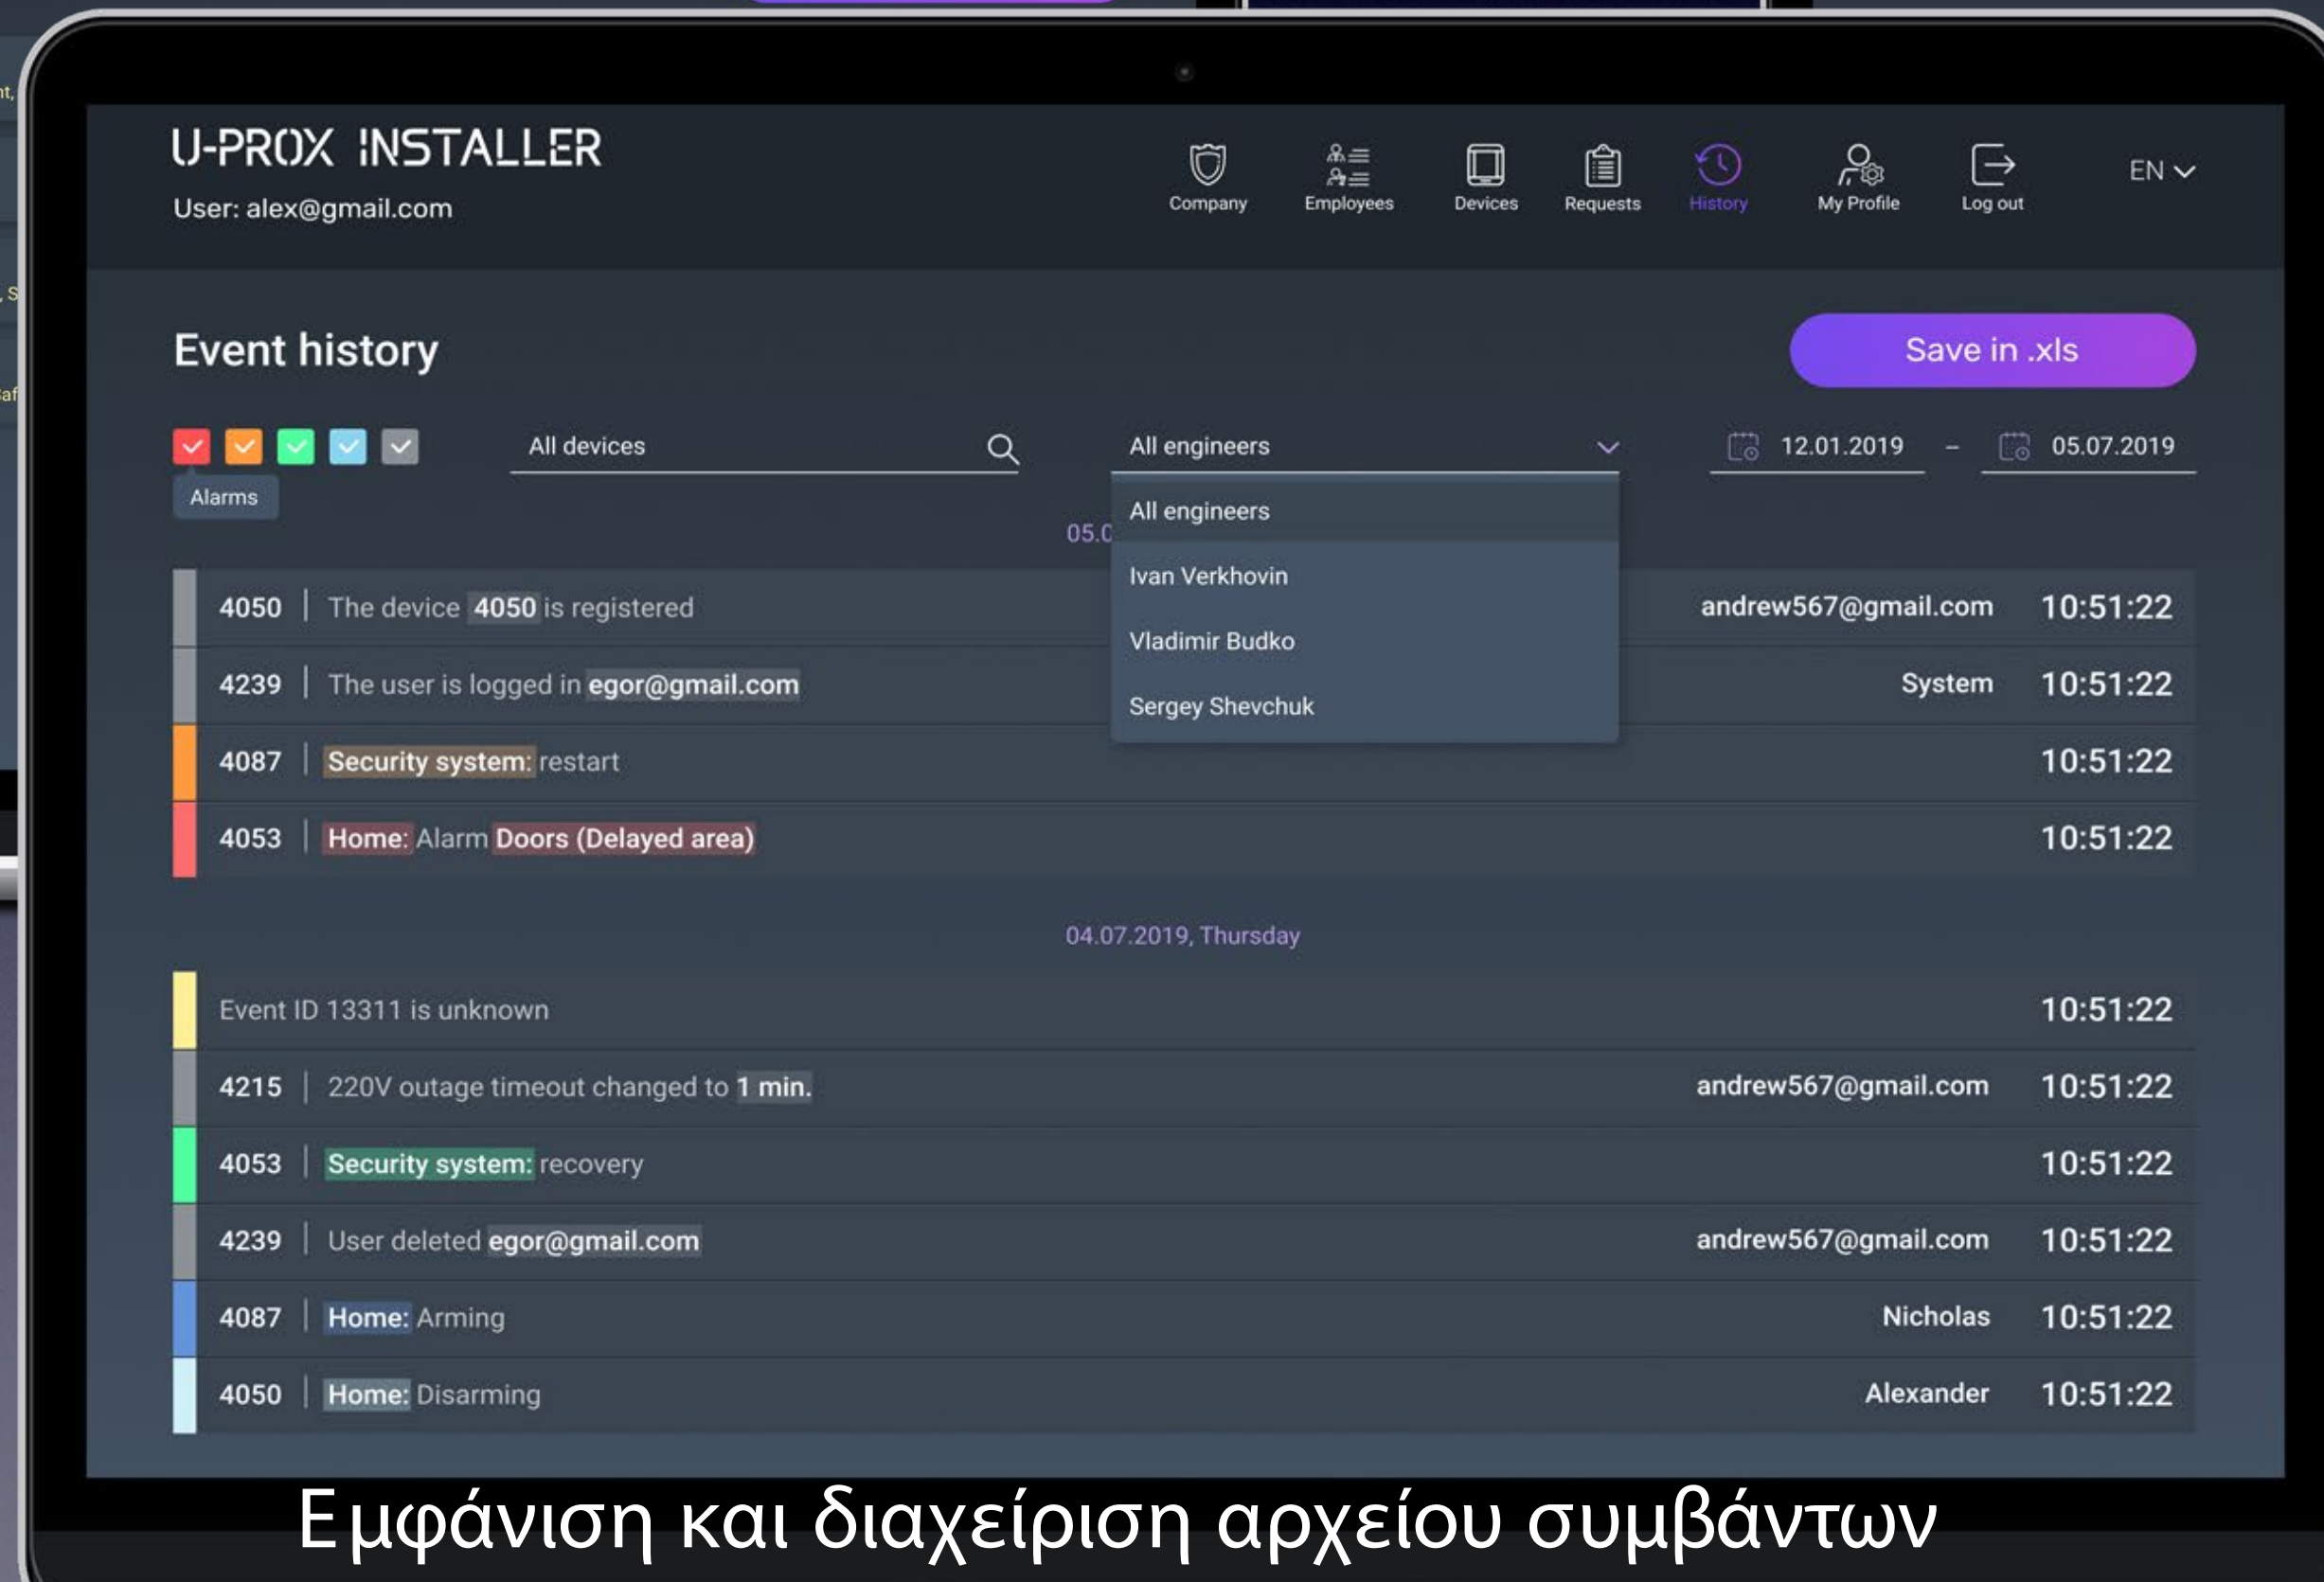 U-PROX INSTALLER
User: alex@gmail.com
Company
Employees
Devices
Requests
History
My Profile
Log out
EN
Event history
Save in .xls
All devices
All engineers
12.01.2019 – 05.07.2019
Alarms
All engineers
Ivan Verkhovin
Vladimir Budko
Sergey Shevchuk
4050 | The device 4050 is registered andrew567@gmail.com 10:51:22
4239 | The user is logged in egor@gmail.com System 10:51:22
4087 | Security system: restart 10:51:22
4053 | Home: Alarm Doors (Delayed area) 10:51:22
04.07.2019, Thursday
Event ID 13311 is unknown 10:51:22
4215 | 220V outage timeout changed to 1 min. andrew567@gmail.com 10:51:22
4053 | Security system: recovery 10:51:22
4239 | User deleted egor@gmail.com andrew567@gmail.com 10:51:22
4087 | Home: Arming Nicholas 10:51:22
4050 | Home: Disarming Alexander 10:51:22
Εμφάνιση και διαχείριση αρχείου συμβάντων